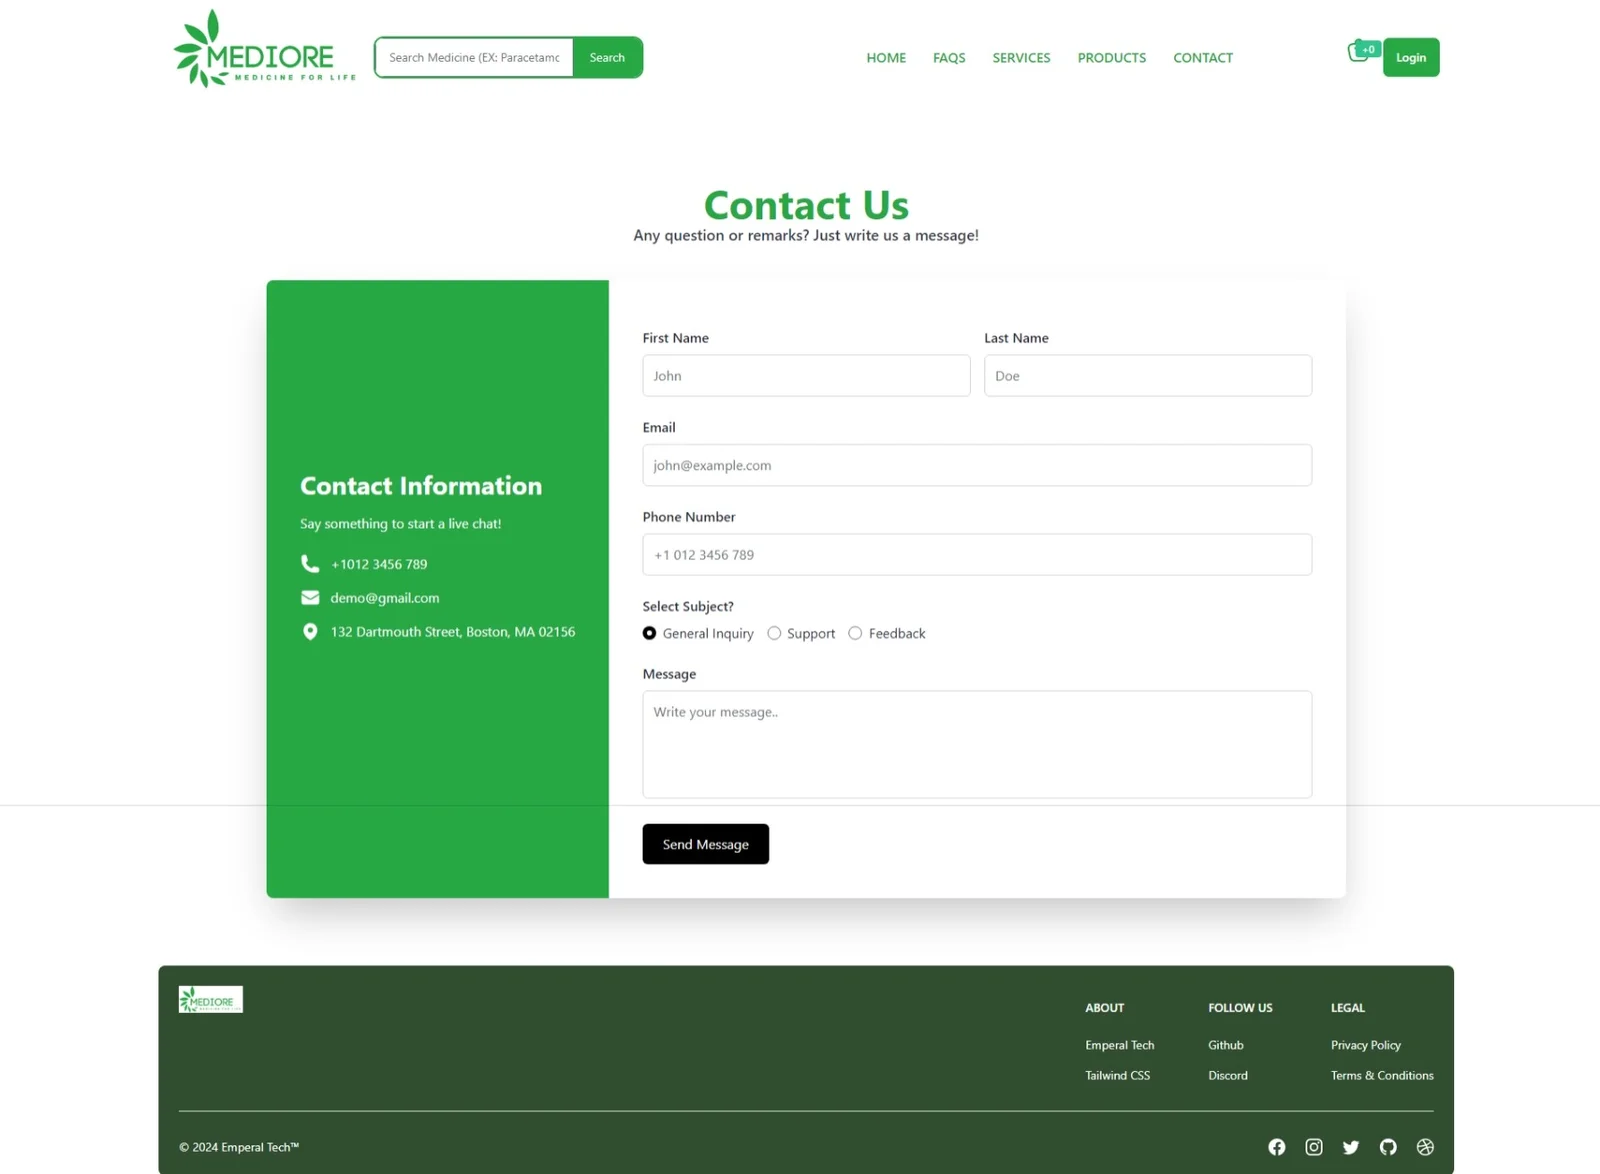 MEDIORE
MEDICINE FOR LIFE
Search Medicine (EX: Paracetamc
Search
HOME
FAQS
SERVICES
PRODUCTS
CONTACT
+0
Login
Contact Us
Any question or remarks? Just write us a message!
Contact Information
Say something to start a live chat!
+1012 3456 789
demo@gmail.com
132 Dartmouth Street, Boston, MA 02156
First Name
Last Name
John
Doe
Email
john@example.com
Phone Number
+1 012 3456 789
Select Subject?
General Inquiry
Support
Feedback
Message
Write your message..
Send Message
MEDIORE
ABOUT
FOLLOW US
LEGAL
Emperal Tech
Github
Privacy Policy
Tailwind CSS
Discord
Terms & Conditions
© 2024 Emperal Tech™